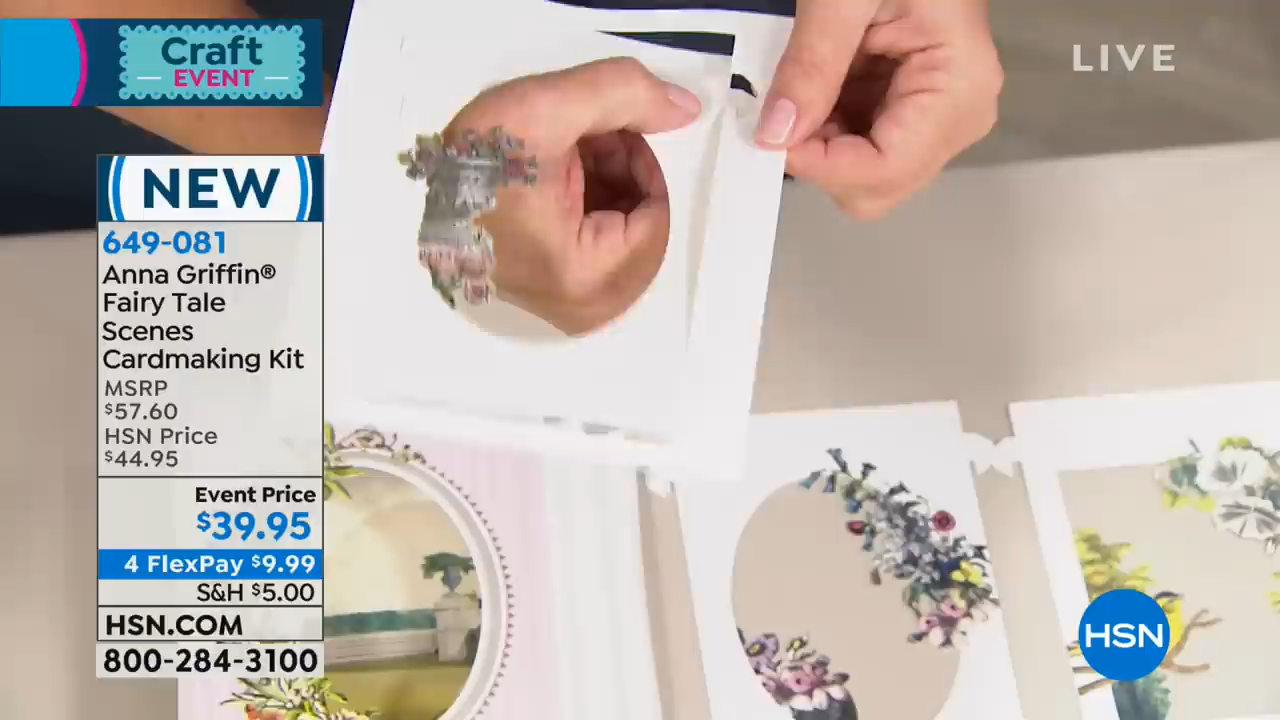 Craft
EVENT
LIVE
NEW
649-081
Anna Griffin®
Fairy Tale
Scenes
Cardmaking Kit
MSRP
$57.60
HSN Price
$44.95
Event Price
$39.95
4 FlexPay $9.99
S&H $5.00
HSN.COM
800-284-3100
HSN